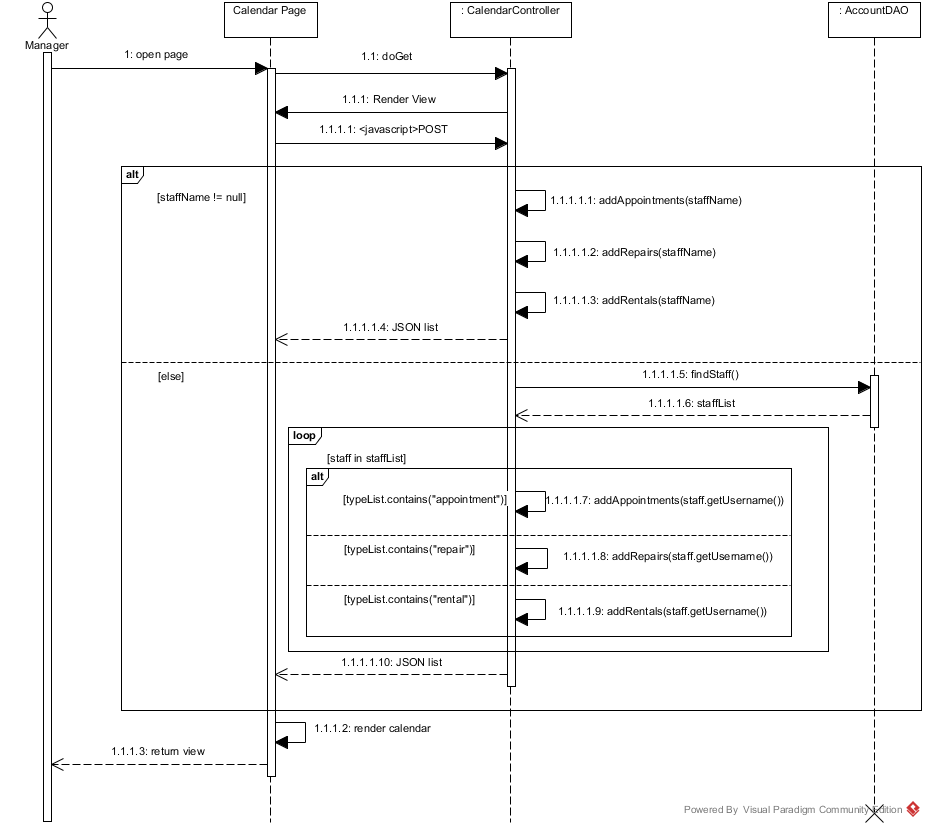 Calendar Page
: CalendarController
: AccountDAO
Manager
1: open page
1.1: doGet
1.1.1: Render View
1.1.1.1: <javascript>POST
alt
[staffName != null]
1.1.1.1.1: addAppointments(staffName)
1.1.1.1.2: addRepairs(staffName)
1.1.1.1.3: addRentals(staffName)
1.1.1.1.4: JSON list
[else]
1.1.1.1.5: findStaff()
1.1.1.1.6: staffList
loop
[staff in staffList]
alt
[typeList.contains("appointment")]
1.1.1.1.7: addAppointments(staff.getUsername())
[typeList.contains("repair")]
1.1.1.1.8: addRepairs(staff.getUsername())
[typeList.contains("rental")]
1.1.1.1.9: addRentals(staff.getUsername())
1.1.1.1.10: JSON list
1.1.1.2: render calendar
1.1.1.3: return view
Powered By Visual Paradigm Community Edition